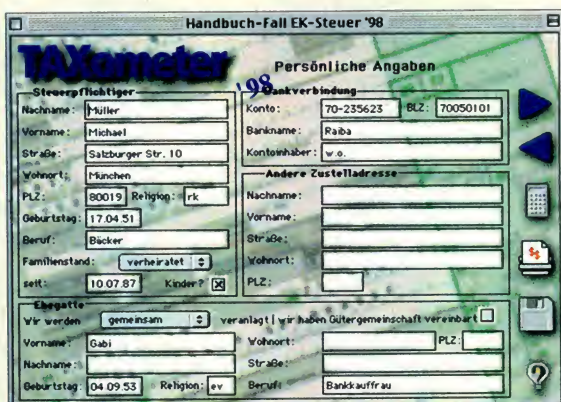 Handbuch-Fall EK-Steuer '98
TAXometer '98
Persönliche Angaben
Steuerpflichtiger
Nachname: Müller
Vorname: Michael
Straße: Salzburger Str. 10
Wohnort: München
PLZ: 80019 Religion: rk
Geburtstag: 17.04.51
Beruf: Bäcker
Familienstand: verheiratet
seit: 10.07.87 Kinder?
Bankverbindung
Konto: 70-235623 BLZ: 70050101
Bankname: Raiba
Kontoinhaber: w.o.
Andere Zustelladresse
Nachname:
Vorname:
Straße:
Wohnort:
PLZ:
Ehegatte
Wir werden gemeinsam veranlagt | wir haben Gütergemeinschaft vereinbart
Vorname: Gabi Wohnort: PLZ:
Nachname: Straße:
Geburtstag: 04.09.53 Religion: ev Beruf: Bankkauffrau